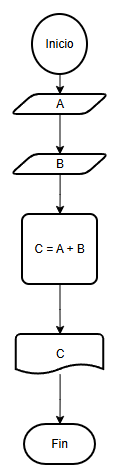 Inicio
A
B
C = A + B
C
Fin